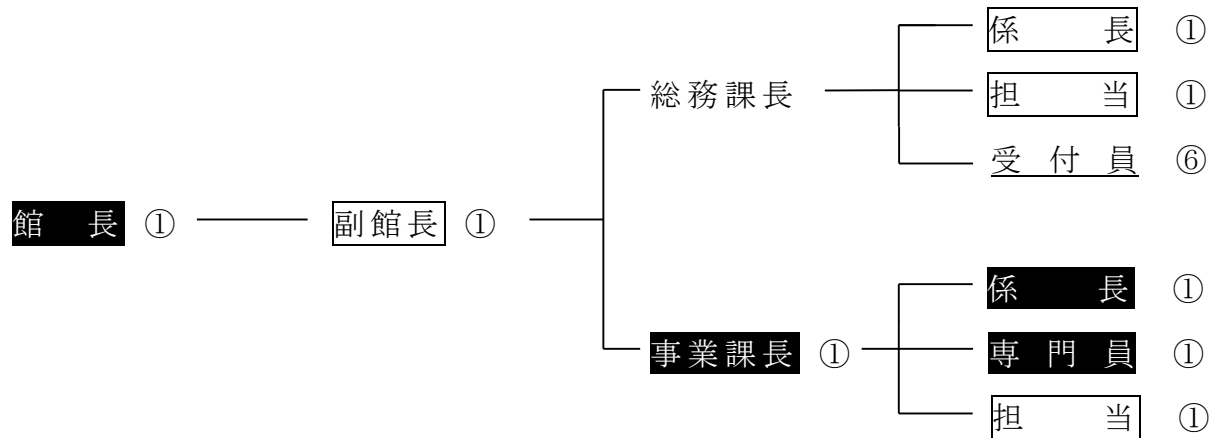 係長 ①
総務課長
担当 ①
受付員 ⑥
館長 ①
副館長 ①
係長 ①
事業課長 ①
専門員 ①
担当 ①